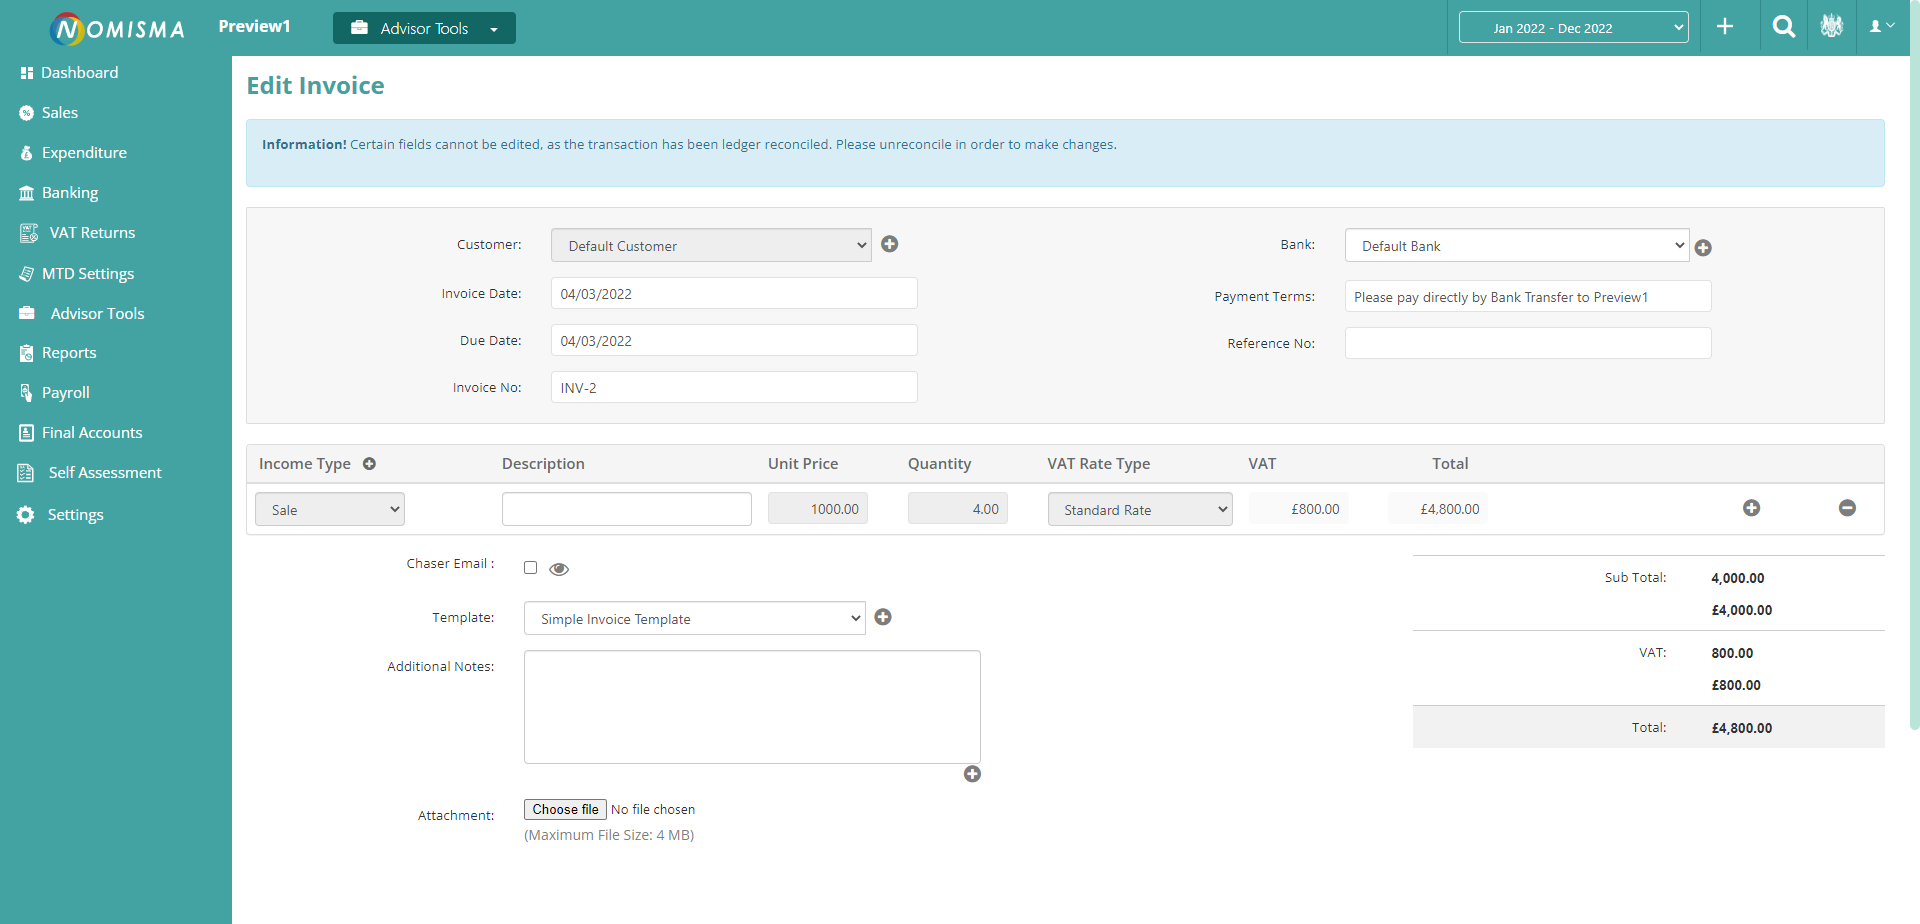 NOMISMA
Preview1
Advisor Tools
Jan 2022 - Dec 2022
Dashboard
Sales
Expenditure
Banking
VAT Returns
MTD Settings
Advisor Tools
Reports
Payroll
Final Accounts
Self Assessment
Settings
Edit Invoice
Information! Certain fields cannot be edited, as the transaction has been ledger reconciled. Please unreconcile in order to make changes.
Customer: Default Customer
Invoice Date: 04/03/2022
Due Date: 04/03/2022
Invoice No: INV-2
Bank: Default Bank
Payment Terms: Please pay directly by Bank Transfer to Preview1
Reference No:
Income Type Description Unit Price Quantity VAT Rate Type VAT Total
Sale 1000.00 4.00 Standard Rate £800.00 £4,800.00
Chaser Email :
Template: Simple Invoice Template
Additional Notes:
Attachment: Choose file No file chosen
(Maximum File Size: 4 MB)
Sub Total: 4,000.00
£4,000.00
VAT: 800.00
£800.00
Total: £4,800.00